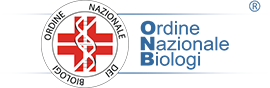 ORDINE NAZIONALE DEI BIOLOGI
®
Ordine
Nazionale
Biologi